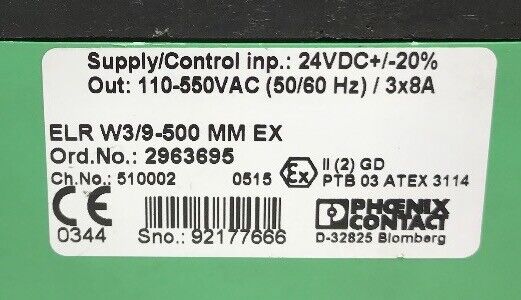 Supply/Control inp.: 24VDC+/-20%
Out: 110-550VAC (50/60 Hz) / 3x8A
ELR W3/9-500 MM EX
Ord.No.: 2963695
Ch.No.: 510002 0515 Ex II (2) GD
PTB 03 ATEX 3114
CE PHOENIX
CONTACT
0344 Sno.: 92177666 D-32825 Blomberg